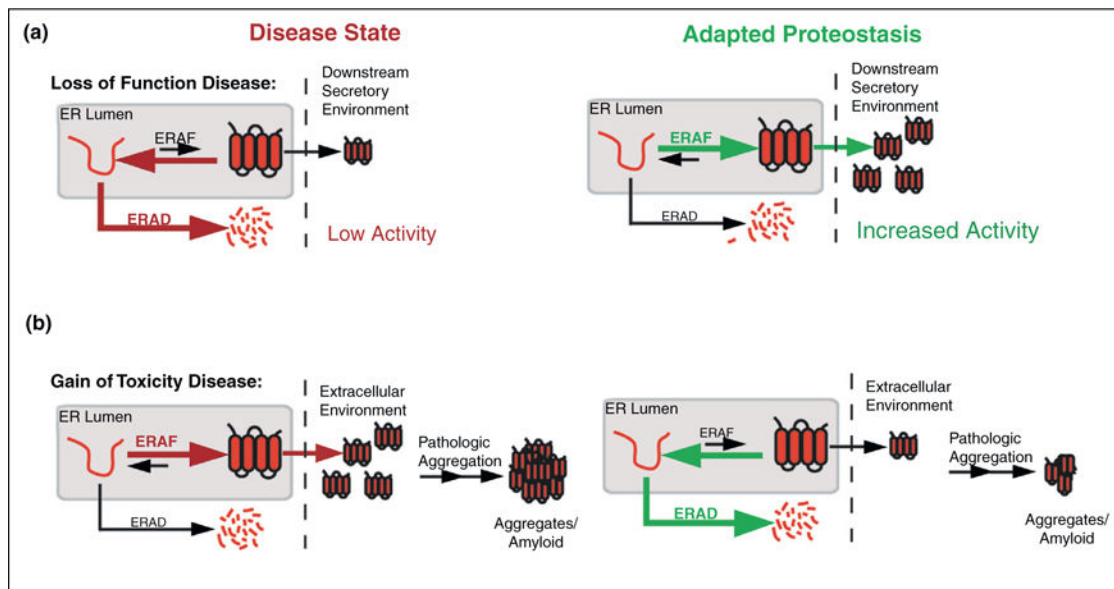 (a)
Disease State
Adapted Proteostasis
Loss of Function Disease:
Downstream
Secretory
Environment
ER Lumen
ERAF
ERAD
Low Activity
Downstream
Secretory
Environment
ER Lumen
ERAF
ERAD
Increased Activity
(b)
Gain of Toxicity Disease:
Extracellular
Environment
ER Lumen
ERAF
ERAD
Pathologic
Aggregation
Aggregates/
Amyloid
Extracellular
Environment
ER Lumen
ERAF
ERAD
Pathologic
Aggregation
Aggregates/
Amyloid